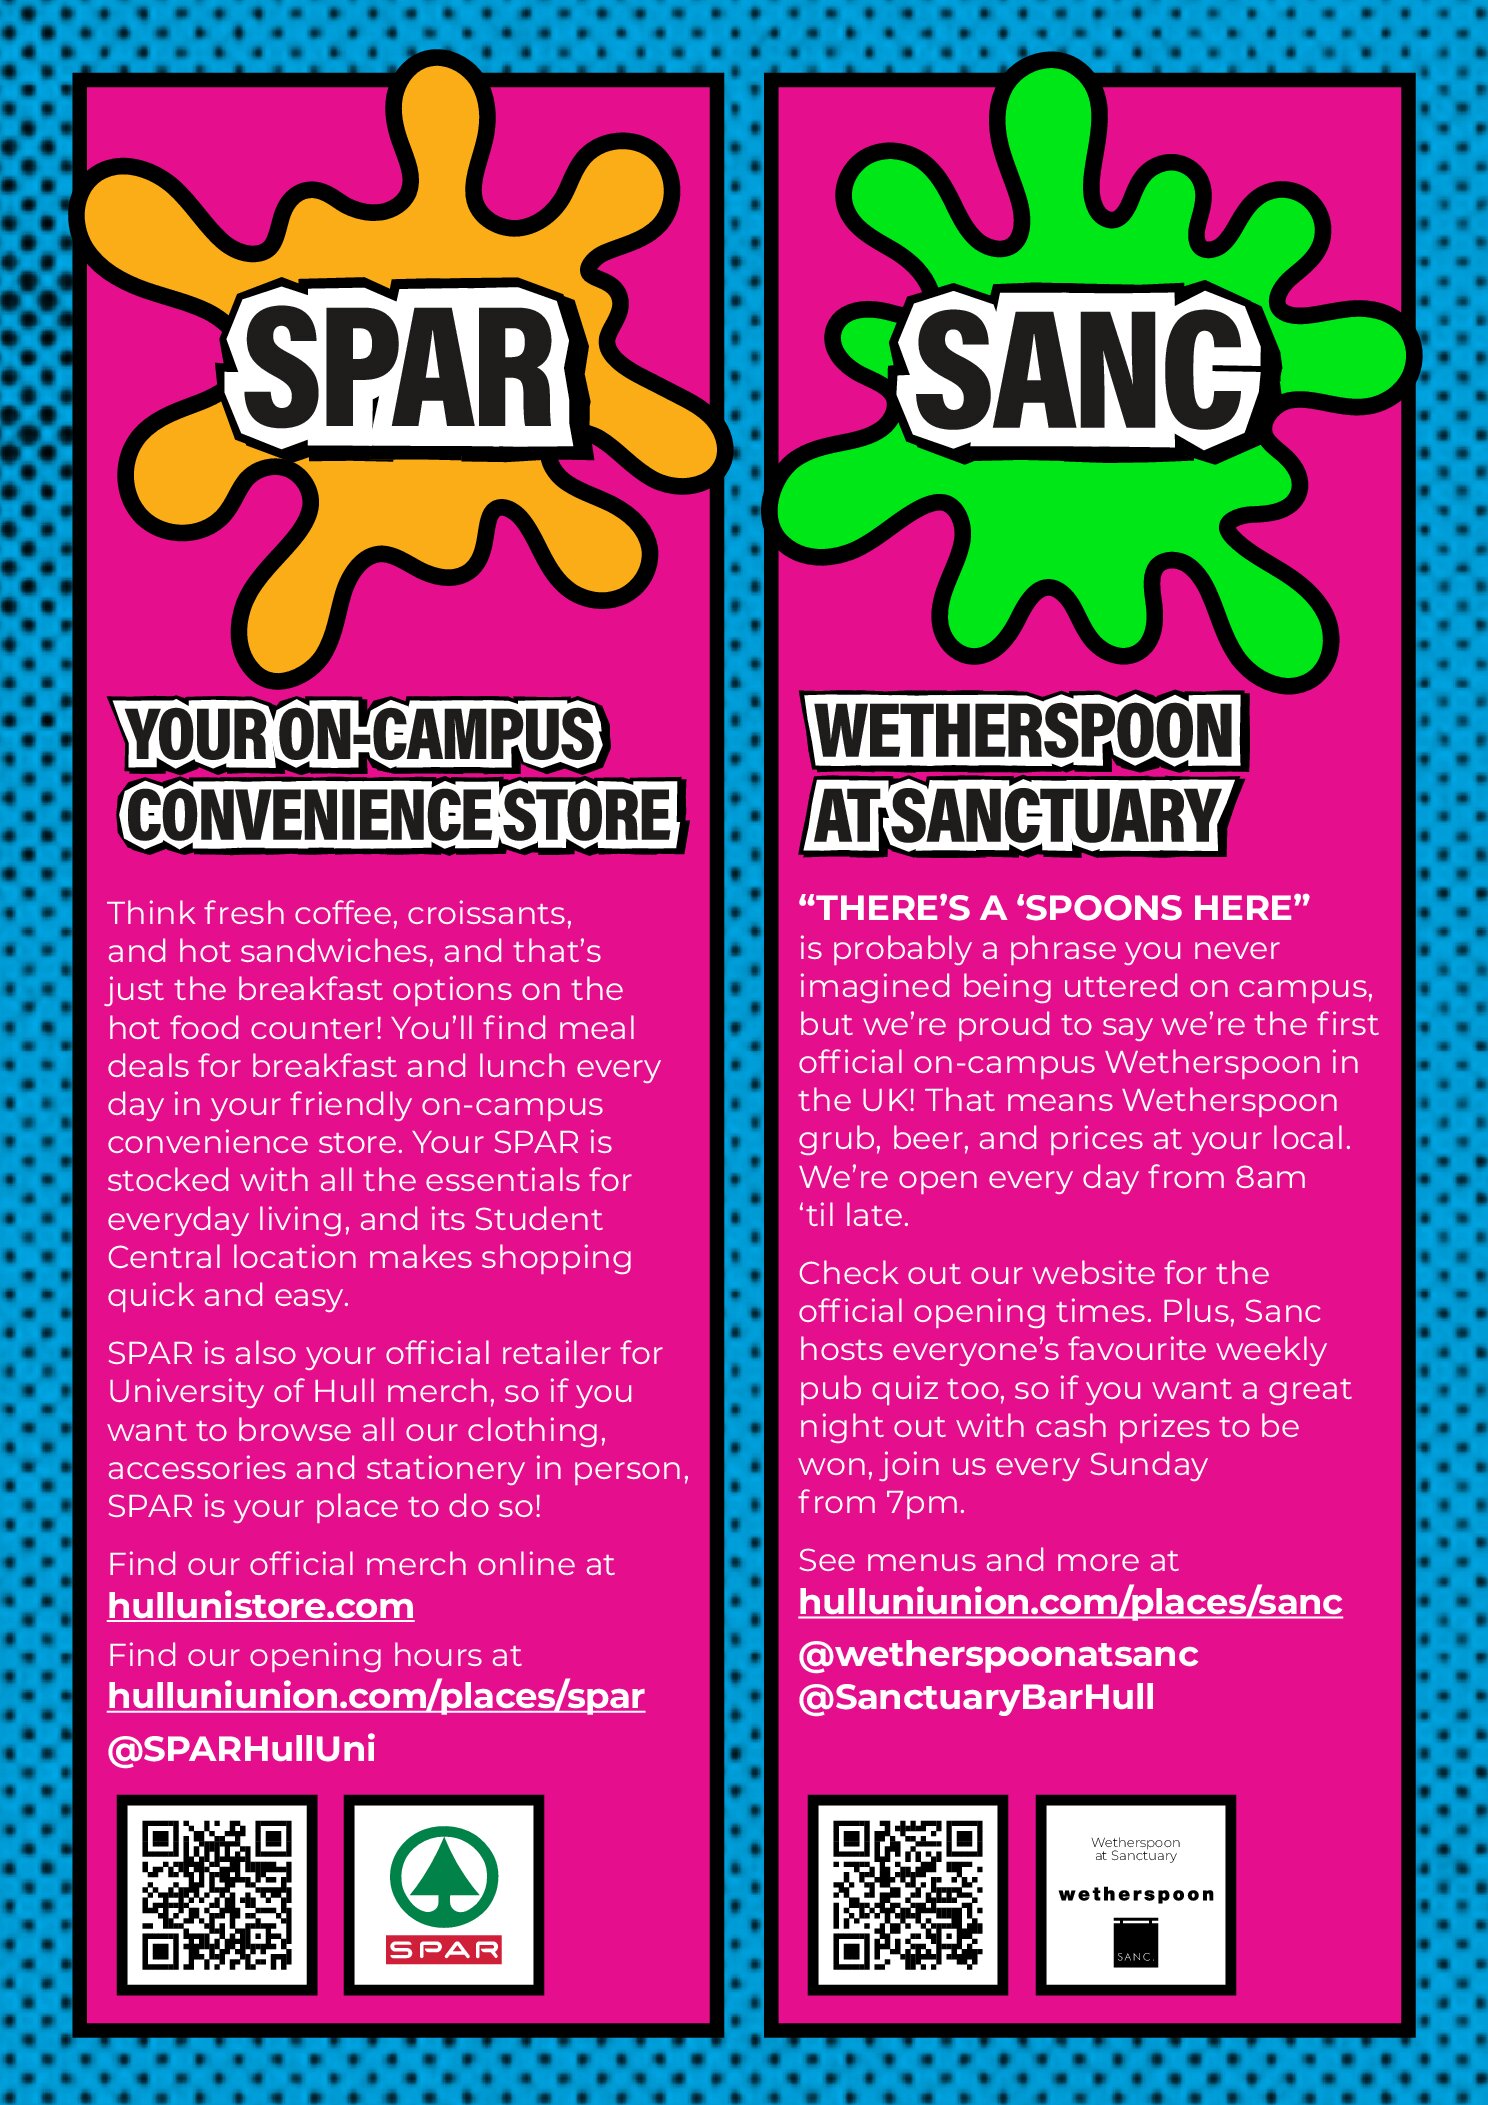 SPAR
YOUR ON-CAMPUS
CONVENIENCE STORE
Think fresh coffee, croissants,
and hot sandwiches, and that’s
just the breakfast options on the
hot food counter! You’ll find meal
deals for breakfast and lunch every
day in your friendly on-campus
convenience store. Your SPAR is
stocked with all the essentials for
everyday living, and its Student
Central location makes shopping
quick and easy.
SPAR is also your official retailer for
University of Hull merch, so if you
want to browse all our clothing,
accessories and stationery in person,
SPAR is your place to do so!
Find our official merch online at
hullunistore.com
Find our opening hours at
hulluniunion.com/places/spar
@SPARHullUni
SPAR
SANC
WETHERSPOON
AT SANCTUARY
“THERE’S A ‘SPOONS HERE”
is probably a phrase you never
imagined being uttered on campus,
but we’re proud to say we’re the first
official on-campus Wetherspoon in
the UK! That means Wetherspoon
grub, beer, and prices at your local.
We’re open every day from 8am
‘til late.
Check out our website for the
official opening times. Plus, Sanc
hosts everyone’s favourite weekly
pub quiz too, so if you want a great
night out with cash prizes to be
won, join us every Sunday
from 7pm.
See menus and more at
hulluniunion.com/places/sanc
@wetherspoonatsanc
@SanctuaryBarHull
Wetherspoon
at Sanctuary
wetherspoon
SANC.